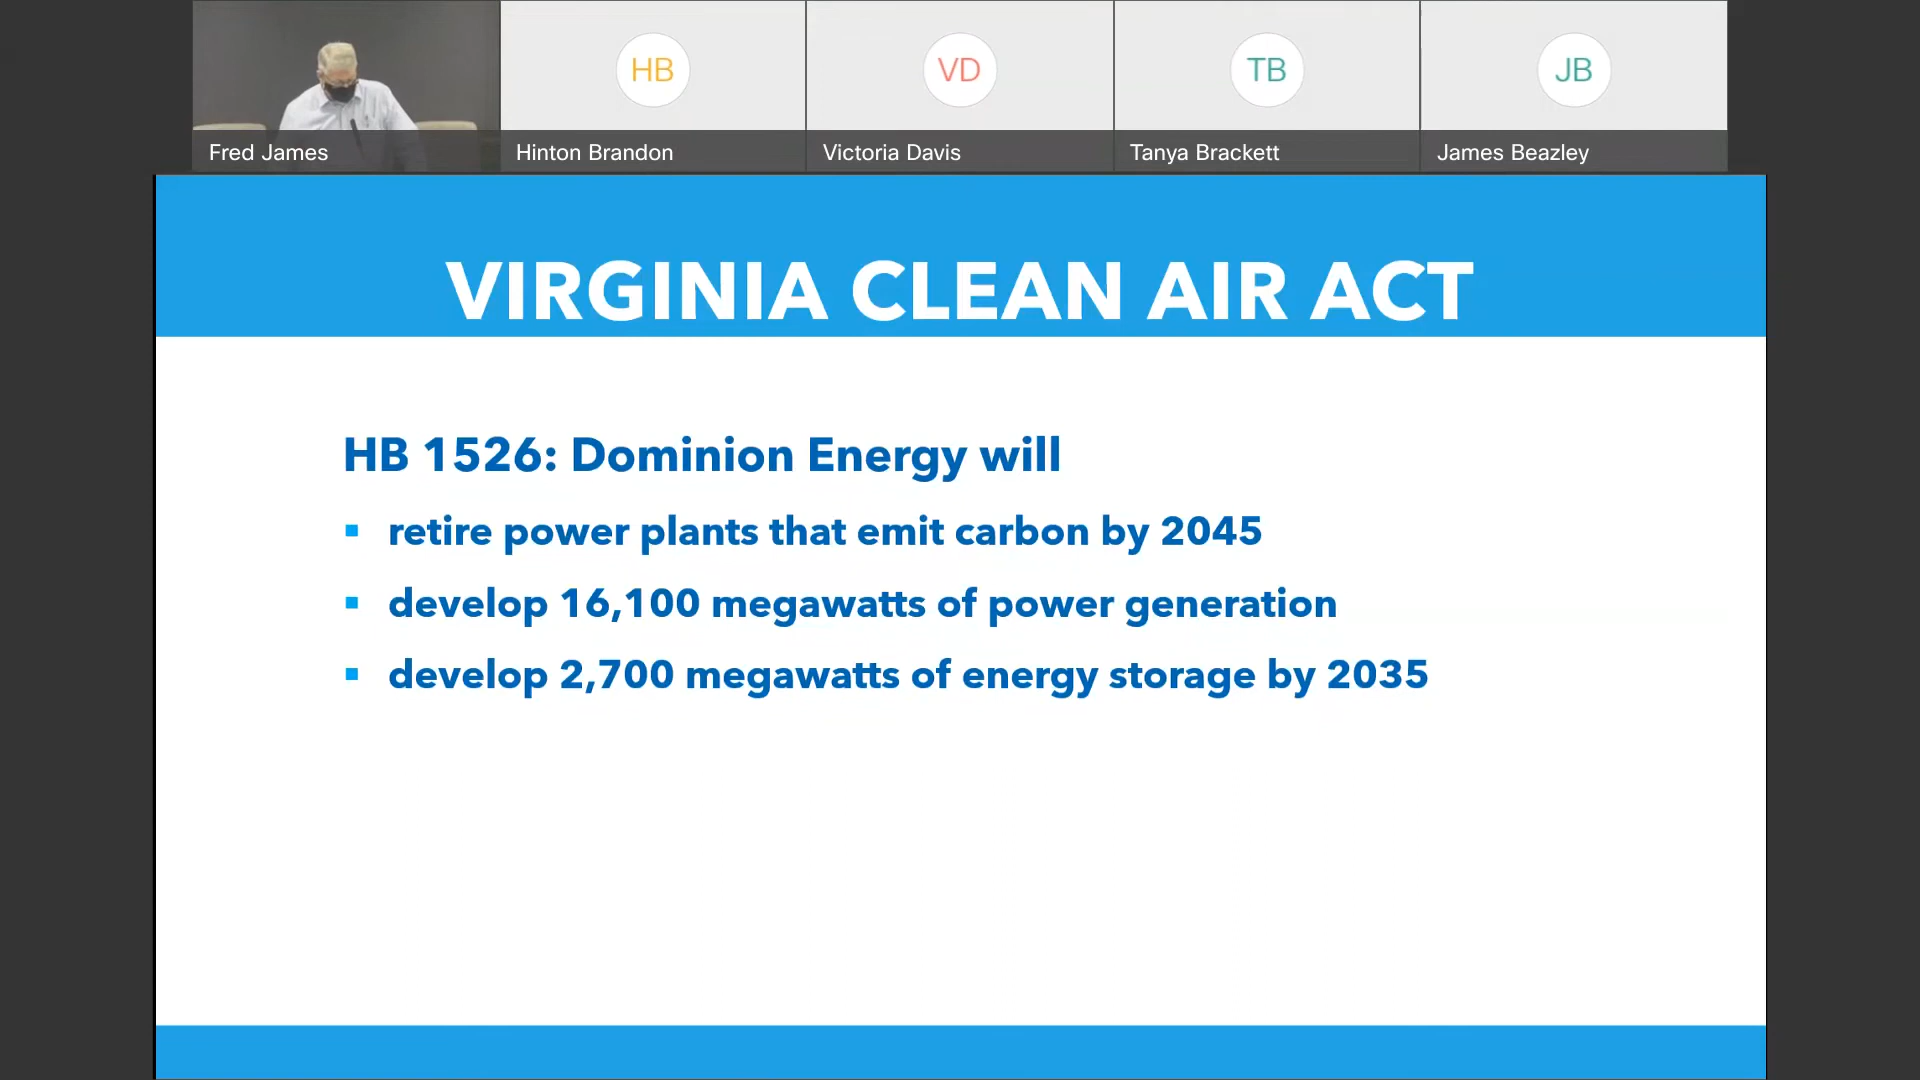 HB
VD
TB
JB
Fred James
Hinton Brandon
Victoria Davis
Tanya Brackett
James Beazley
VIRGINIA CLEAN AIR ACT
HB 1526: Dominion Energy will
▪ retire power plants that emit carbon by 2045
▪ develop 16,100 megawatts of power generation
▪ develop 2,700 megawatts of energy storage by 2035